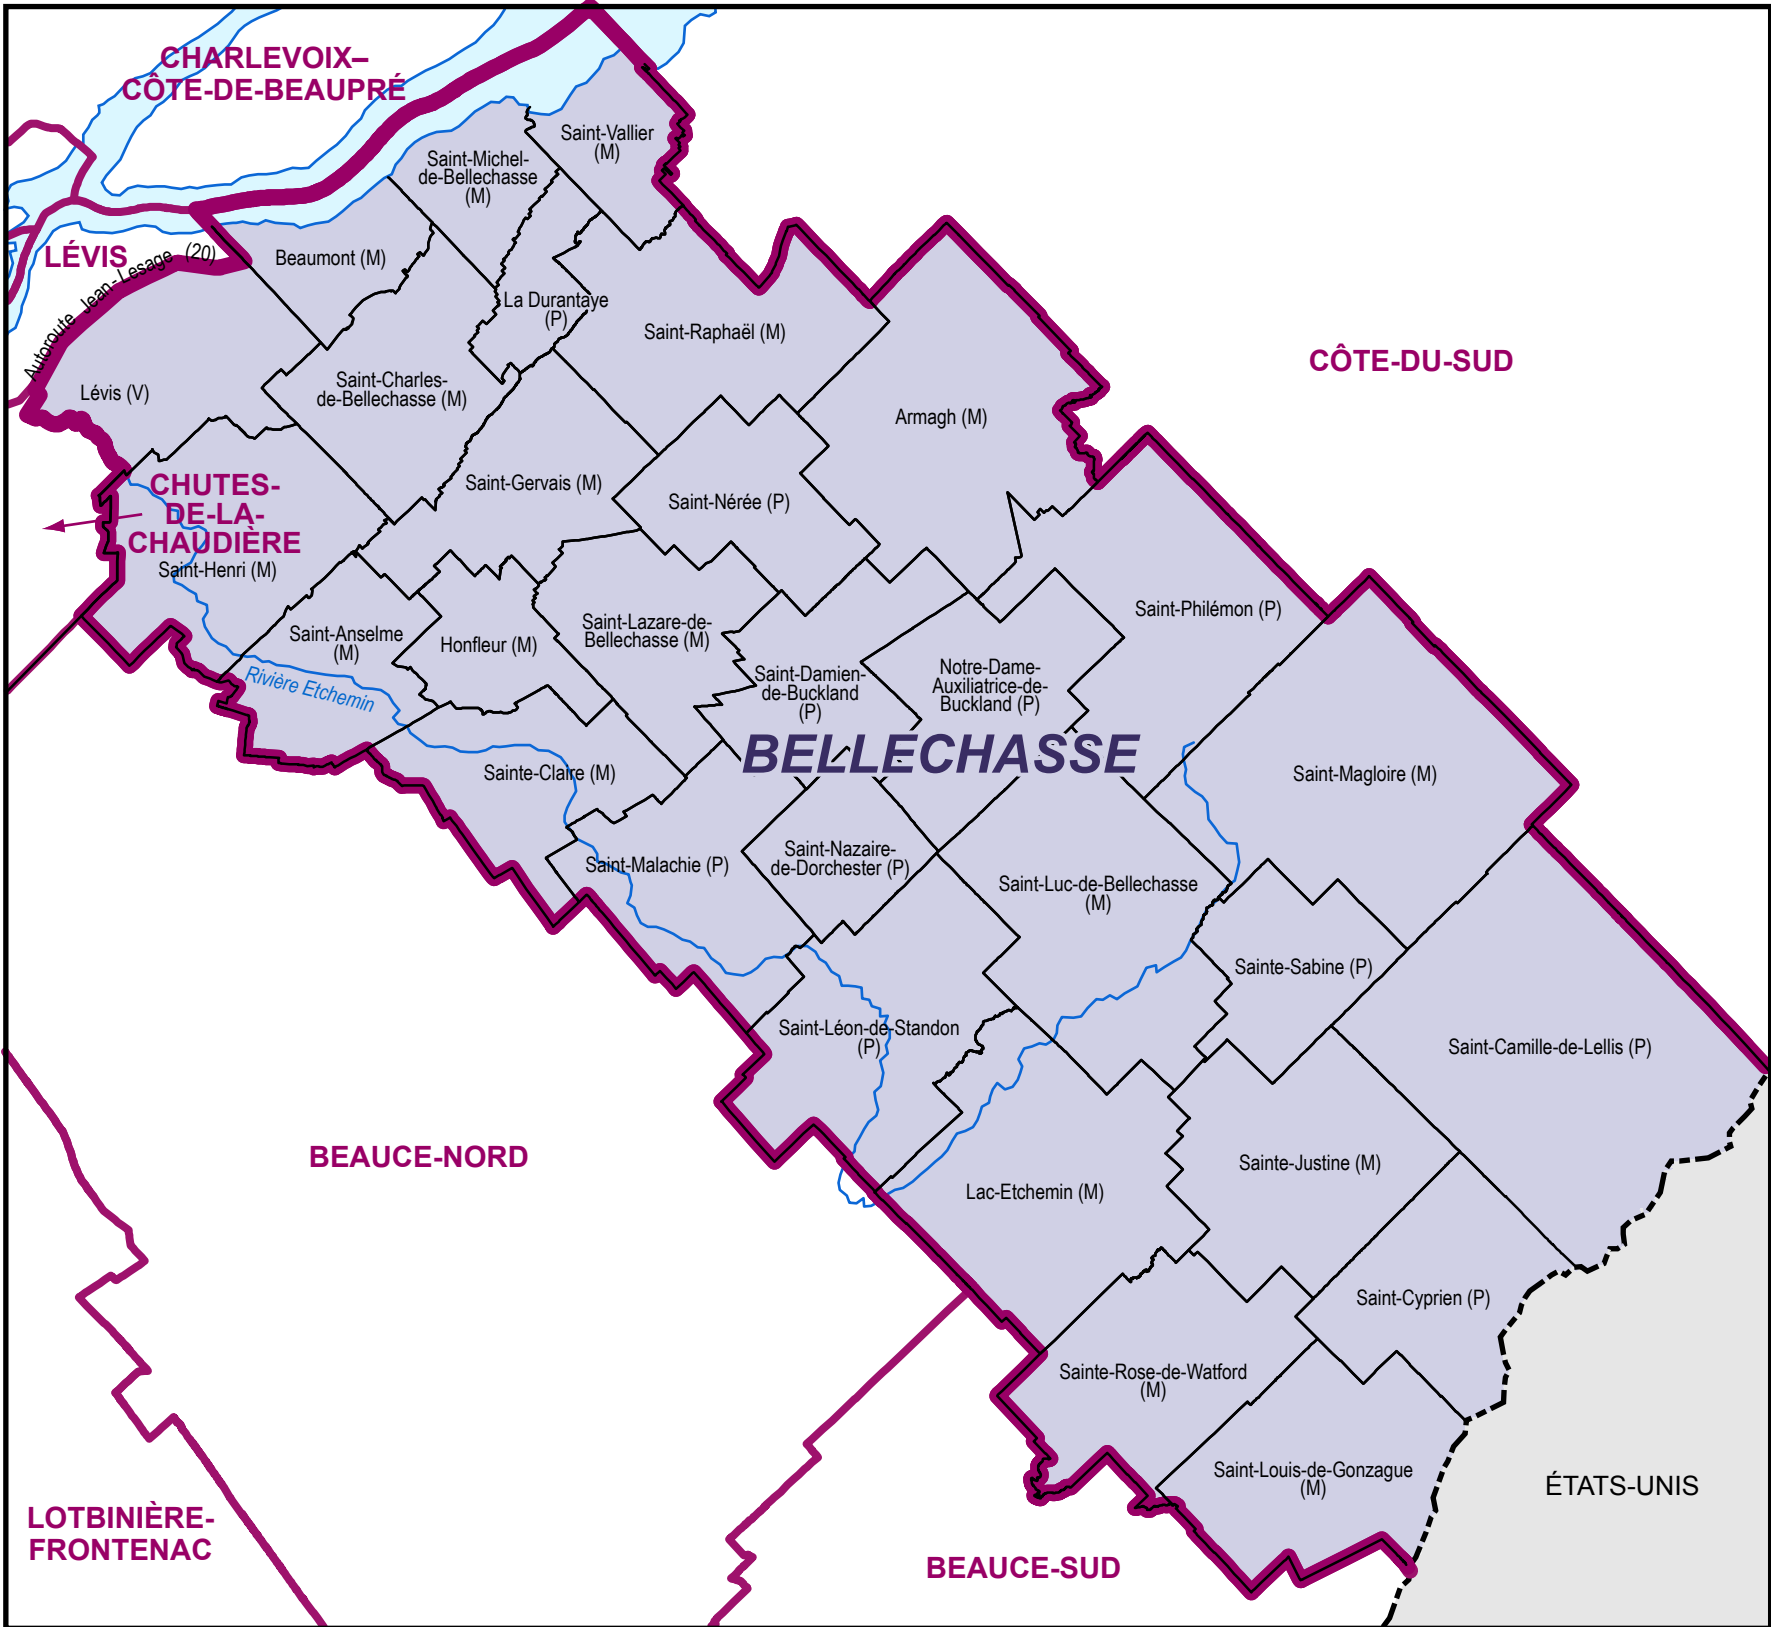 CHARLEVOIX–
CÔTE-DE-BEAUPRÉ
Saint-Vallier
(M)
Saint-Michel-
de-Bellechasse
(M)
LÉVIS
Autoroute Jean-Lesage (20)
Beaumont (M)
La Durantaye
(P)
Saint-Raphaël (M)
CÔTE-DU-SUD
Lévis (V)
Saint-Charles-
de-Bellechasse (M)
Armagh (M)
CHUTES-
DE-LA-
CHAUDIÈRE
Saint-Gervais (M)
Saint-Nérée (P)
Saint-Henri (M)
Saint-Anselme
(M)
Honfleur (M)
Saint-Lazare-de-
Bellechasse (M)
Saint-Philémon (P)
Rivière Etchemin
Saint-Damien-
de-Buckland
(P)
Notre-Dame-
Auxiliatrice-de-
Buckland (P)
BELLECHASSE
Sainte-Claire (M)
Saint-Magloire (M)
Saint-Malachie (P)
Saint-Nazaire-
de-Dorchester (P)
Saint-Luc-de-Bellechasse
(M)
Sainte-Sabine (P)
Saint-Léon-de-Standon
(P)
Saint-Camille-de-Lellis (P)
BEAUCE-NORD
Lac-Etchemin (M)
Sainte-Justine (M)
Saint-Cyprien (P)
Sainte-Rose-de-Watford
(M)
Saint-Louis-de-Gonzague
(M)
ÉTATS-UNIS
LOTBINIÈRE-
FRONTENAC
BEAUCE-SUD